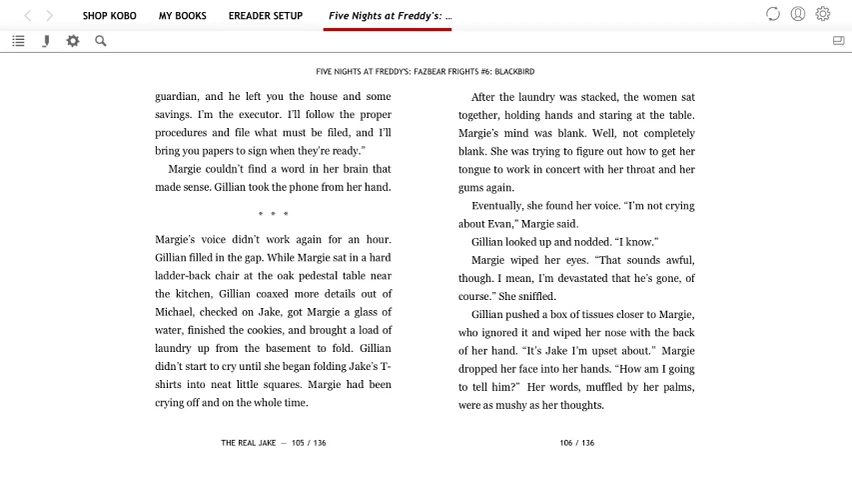 SHOP KOBO MY BOOKS EREADER SETUP Five Nights at Freddy's: ...
FIVE NIGHTS AT FREDDY'S: FAZBEAR FRIGHTS #6: BLACKBIRD
guardian, and he left you the house and some
savings. I'm the executor. I'll follow the proper
procedures and file what must be filed, and I'll
bring you papers to sign when they're ready.”
Margie couldn't find a word in her brain that
made sense. Gillian took the phone from her hand.
* * *
Margie's voice didn't work again for an hour.
Gillian filled in the gap. While Margie sat in a hard
ladder-back chair at the oak pedestal table near
the kitchen, Gillian coaxed more details out of
Michael, checked on Jake, got Margie a glass of
water, finished the cookies, and brought a load of
laundry up from the basement to fold. Gillian
didn't start to cry until she began folding Jake's T-
shirts into neat little squares. Margie had been
crying off and on the whole time.
THE REAL JAKE — 105 / 136
After the laundry was stacked, the women sat
together, holding hands and staring at the table.
Margie's mind was blank. Well, not completely
blank. She was trying to figure out how to get her
tongue to work in concert with her throat and her
gums again.
Eventually, she found her voice. “I'm not crying
about Evan,” Margie said.
Gillian looked up and nodded. “I know.”
Margie wiped her eyes. “That sounds awful,
though. I mean, I'm devastated that he's gone, of
course.” She sniffled.
Gillian pushed a box of tissues closer to Margie,
who ignored it and wiped her nose with the back
of her hand. “It's Jake I'm upset about.” Margie
dropped her face into her hands. “How am I going
to tell him?” Her words, muffled by her palms,
were as mushy as her thoughts.
106 / 136